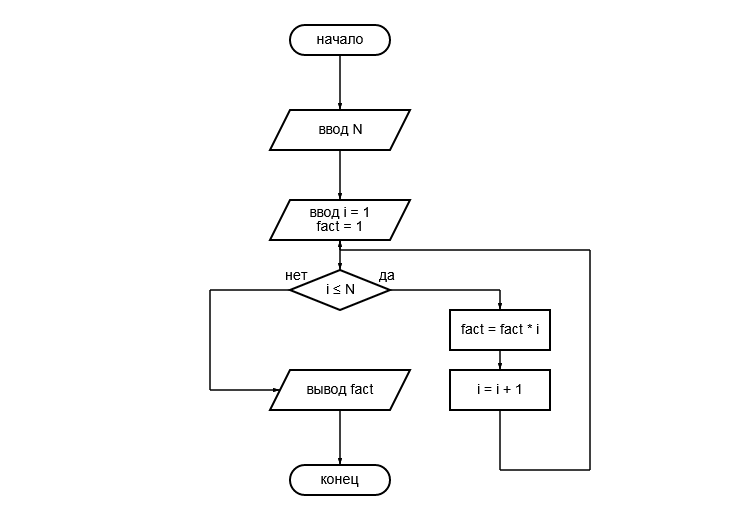 начало
ввод N
ввод i = 1
fact = 1
нет
да
i ≤ N
fact = fact * i
i = i + 1
вывод fact
конец